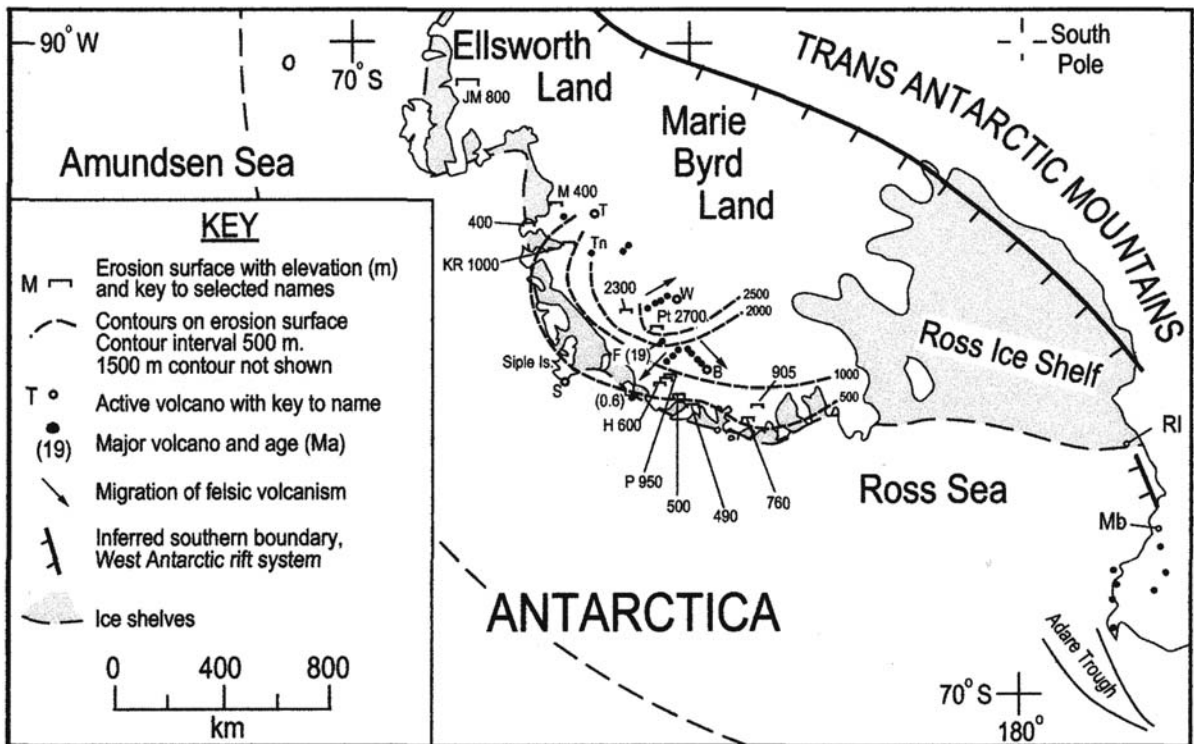 90° W
70° S
Ellsworth
Land
South
Pole
TRANS ANTARCTIC MOUNTAINS
JM 800
Marie
Byrd
Land
Amundsen Sea
M 400
T
400
Tn
KR 1000
2300
W
2500
2000
Pt 2700
F (19)
Siple Is.
S
B
905
1000
500
(0.6)
H 600
P 950
500
490
760
Ross Ice Shelf
RI
Ross Sea
Mb
ANTARCTICA
Adare Trough
70° S
180°
KEY
M Erosion surface with elevation (m)
and key to selected names
Contours on erosion surface
Contour interval 500 m.
1500 m contour not shown
T Active volcano with key to name
Major volcano and age (Ma)
(19)
Migration of felsic volcanism
Inferred southern boundary,
West Antarctic rift system
Ice shelves
0 400 800
km